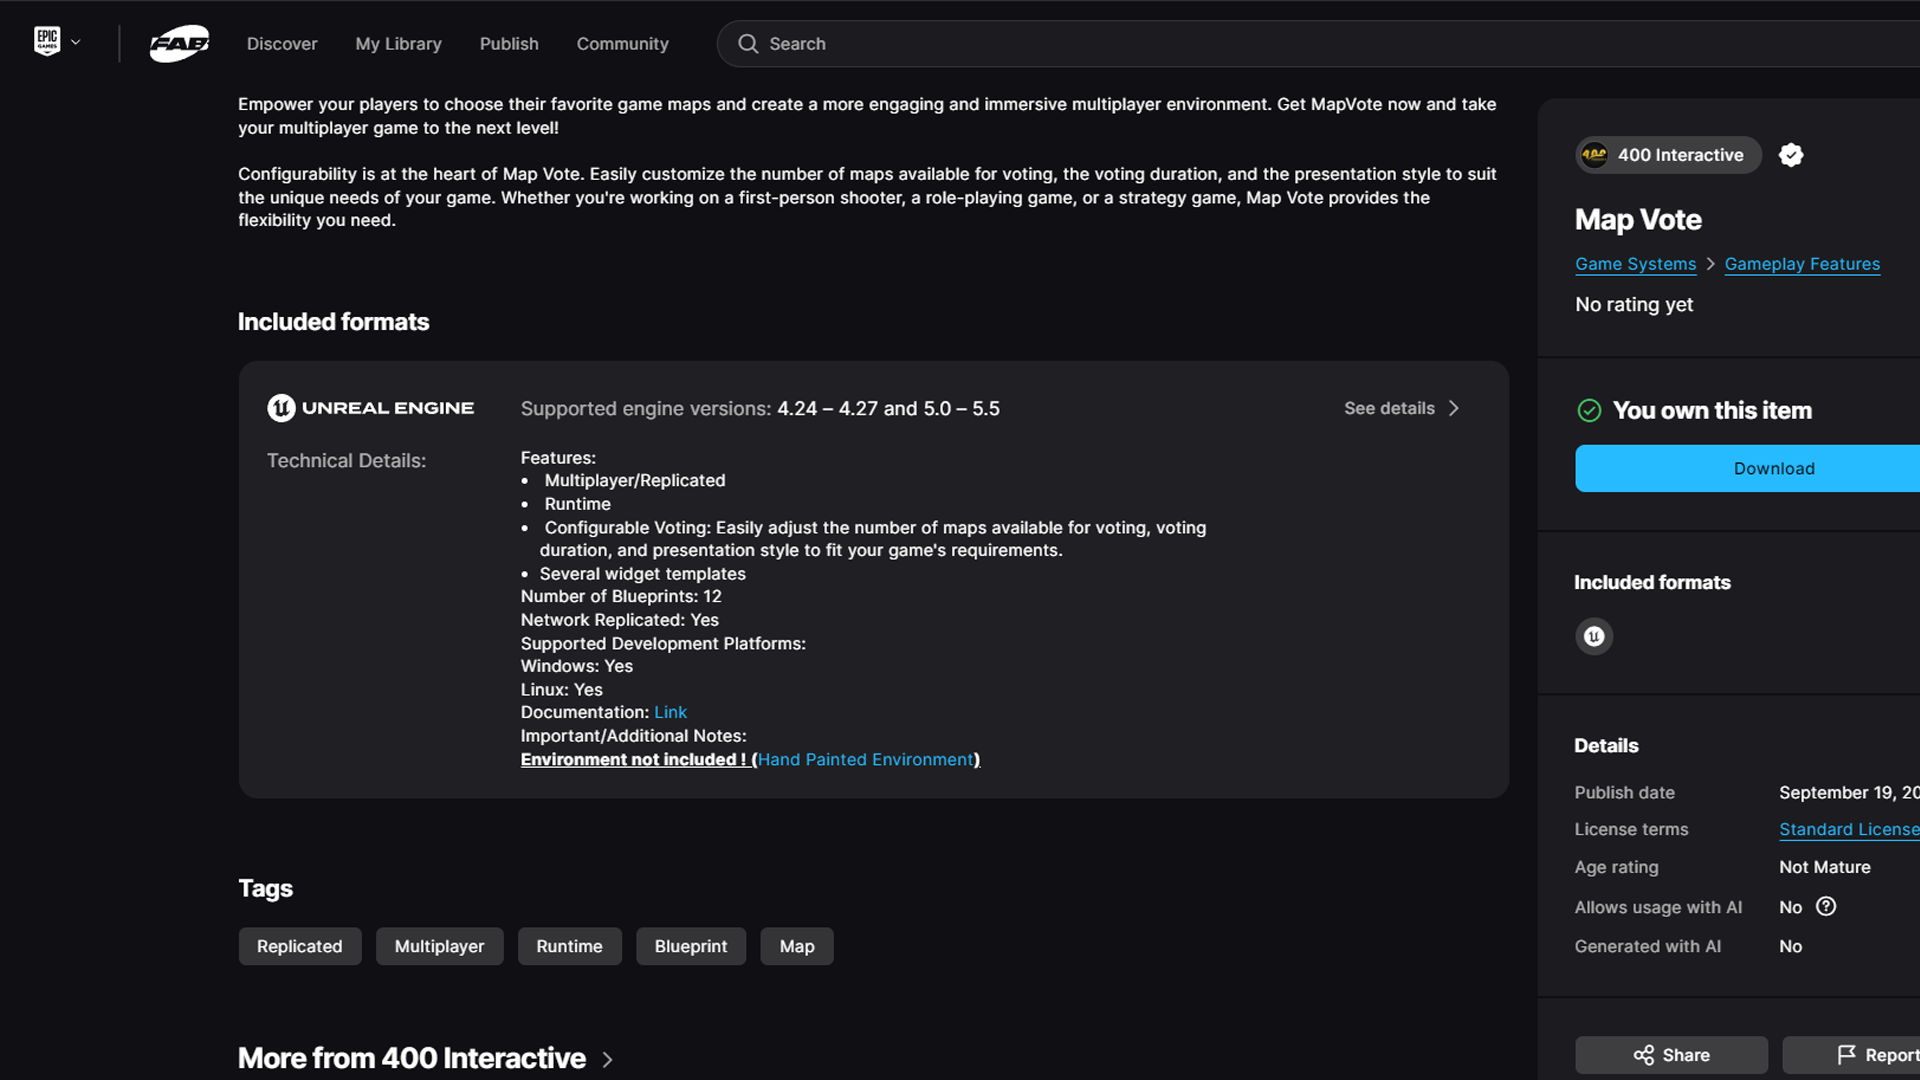 EPIC GAMES
FAB
Discover
My Library
Publish
Community
Search
Empower your players to choose their favorite game maps and create a more engaging and immersive multiplayer environment. Get MapVote now and take
your multiplayer game to the next level!
Configurability is at the heart of Map Vote. Easily customize the number of maps available for voting, the voting duration, and the presentation style to suit
the unique needs of your game. Whether you're working on a first-person shooter, a role-playing game, or a strategy game, Map Vote provides the
flexibility you need.
Included formats
UNREAL ENGINE
Supported engine versions: 4.24 – 4.27 and 5.0 – 5.5
See details
Technical Details:
Features:
• Multiplayer/Replicated
• Runtime
• Configurable Voting: Easily adjust the number of maps available for voting, voting
duration, and presentation style to fit your game's requirements.
• Several widget templates
Number of Blueprints: 12
Network Replicated: Yes
Supported Development Platforms:
Windows: Yes
Linux: Yes
Documentation: Link
Important/Additional Notes:
Environment not included ! (Hand Painted Environment)
Tags
Replicated
Multiplayer
Runtime
Blueprint
Map
More from 400 Interactive
400
400 Interactive
Map Vote
Game Systems > Gameplay Features
No rating yet
You own this item
Download
Included formats
Details
Publish date September 19, 20
License terms Standard License
Age rating Not Mature
Allows usage with AI No
Generated with AI No
Share
Report